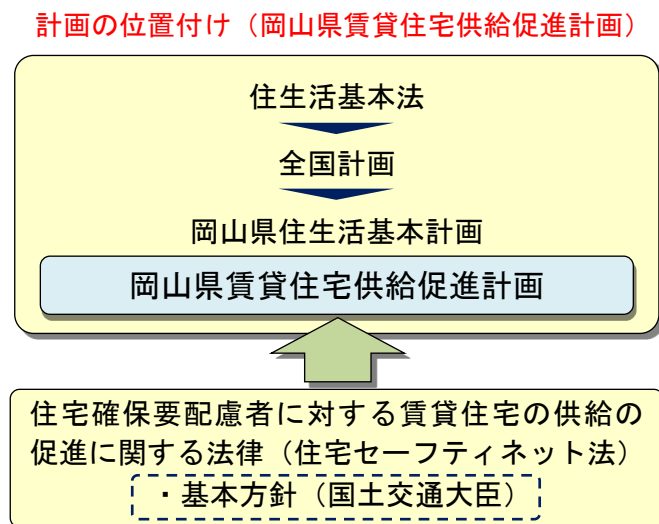 計画の位置付け（岡山県賃貸住宅供給促進計画）
住生活基本法
全国計画
岡山県住生活基本計画
岡山県賃貸住宅供給促進計画
住宅確保要配慮者に対する賃貸住宅の供給の
促進に関する法律（住宅セーフティネット法）
・基本方針（国土交通大臣）